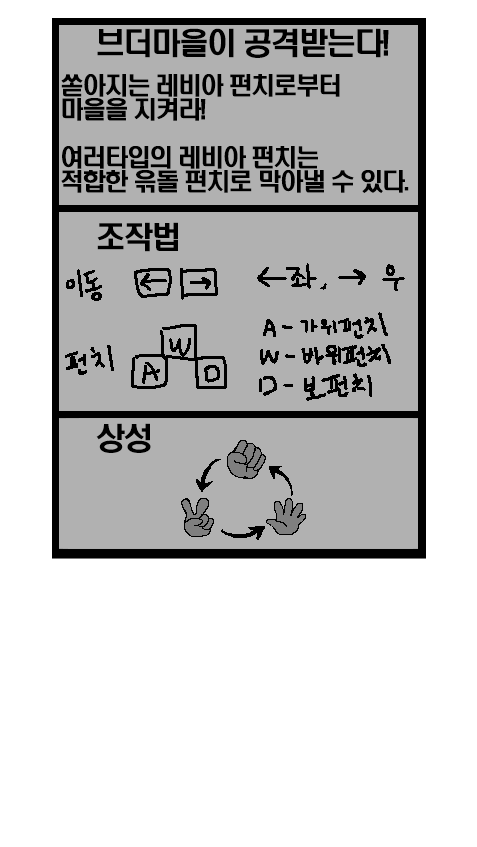 브더마을이 공격받는다!
쏟아지는 레비아 펀치로부터
마을을 지켜라!
여러타입의 레비아 펀치는
적합한 윾돌 펀치로 막아낼 수 있다.
조작법
이동 ← → ←좌, → 우
펀치 W A D
A - 가위펀치
W - 바위펀치
D - 보펀치
상성